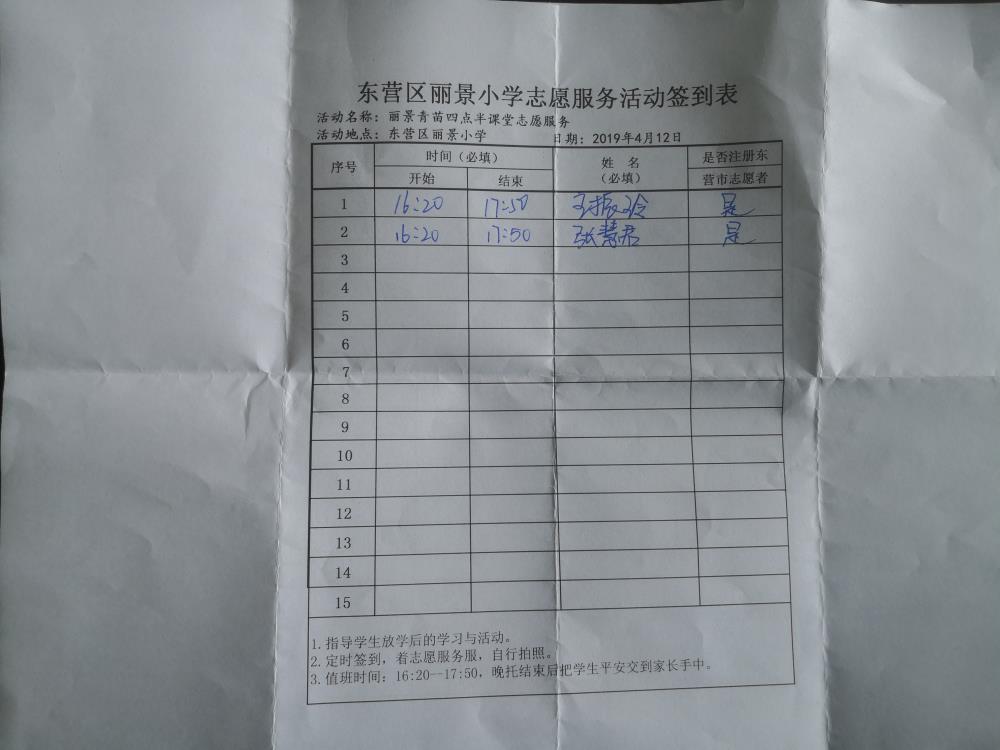 东营区丽景小学志愿服务活动签到表
活动名称：丽景青苗四点半课堂志愿服务
活动地点：东营区丽景小学 日期：2019年4月12日
序号 时间（必填） 姓 名（必填） 是否注册东营市志愿者
开始 结束
1 16:20 17:50 是
2 16:20 17:50 张慧君 是
3
4
5
6
7
8
9
10
11
12
13
14
15
1.指导学生放学后的学习与活动。
2.定时签到，着志愿服务服，自行拍照。
3.值班时间：16:20--17:50，晚托结束后把学生平安交到家长手中。